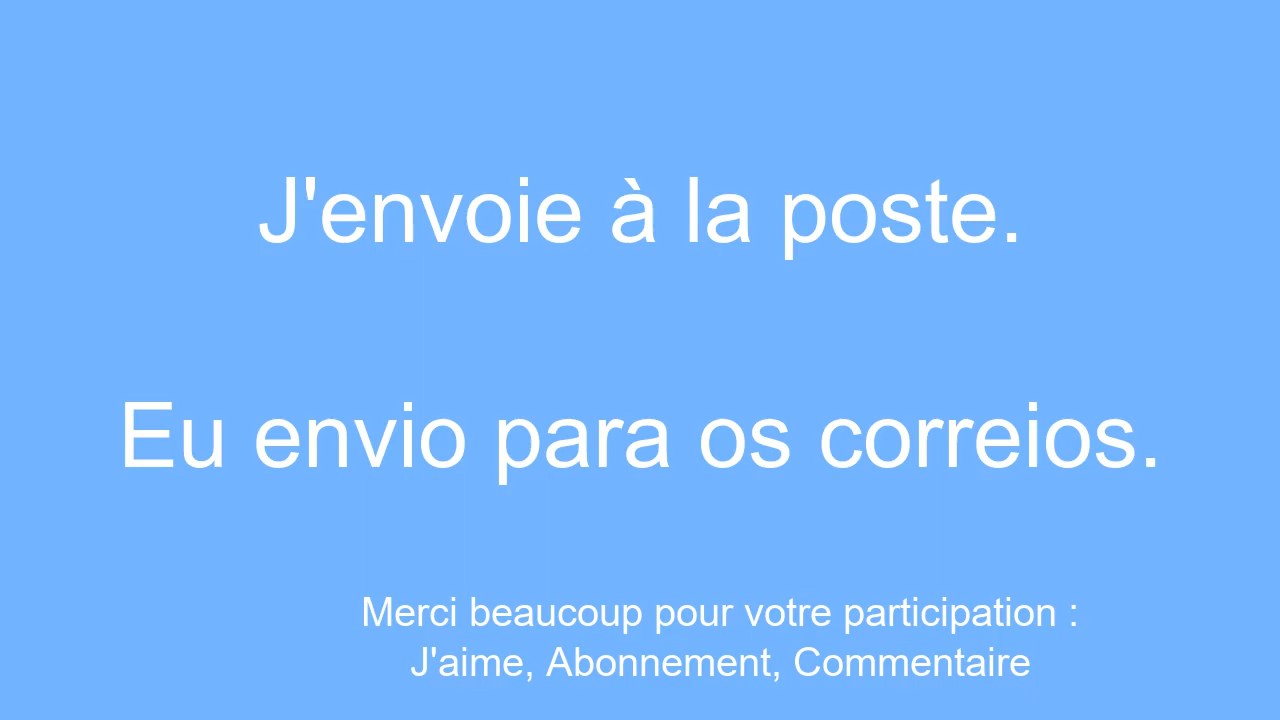 J'envoie à la poste.
Eu envio para os correios.
Merci beaucoup pour votre participation :
J'aime, Abonnement, Commentaire